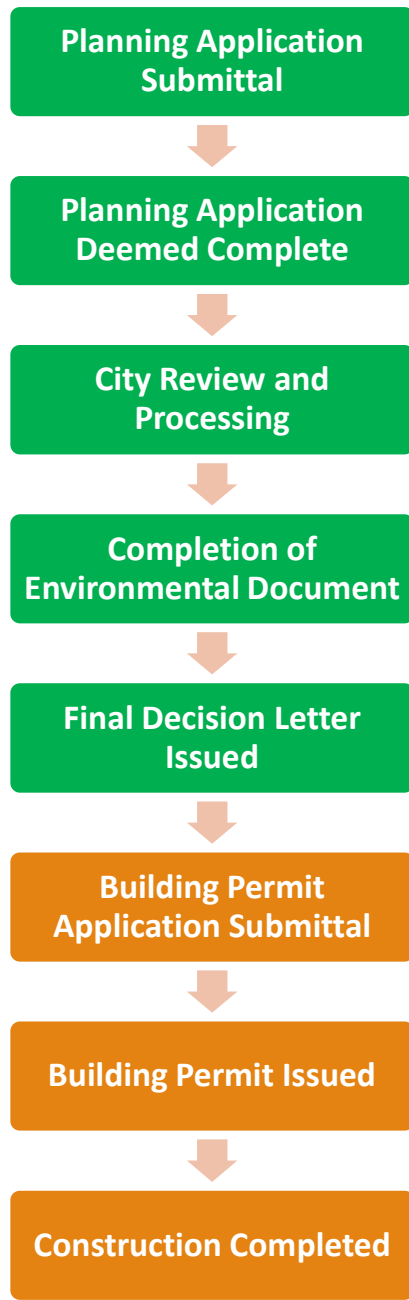 Planning Application
Submittal
Planning Application
Deemed Complete
City Review and
Processing
Completion of
Environmental Document
Final Decision Letter
Issued
Building Permit
Application Submittal
Building Permit Issued
Construction Completed